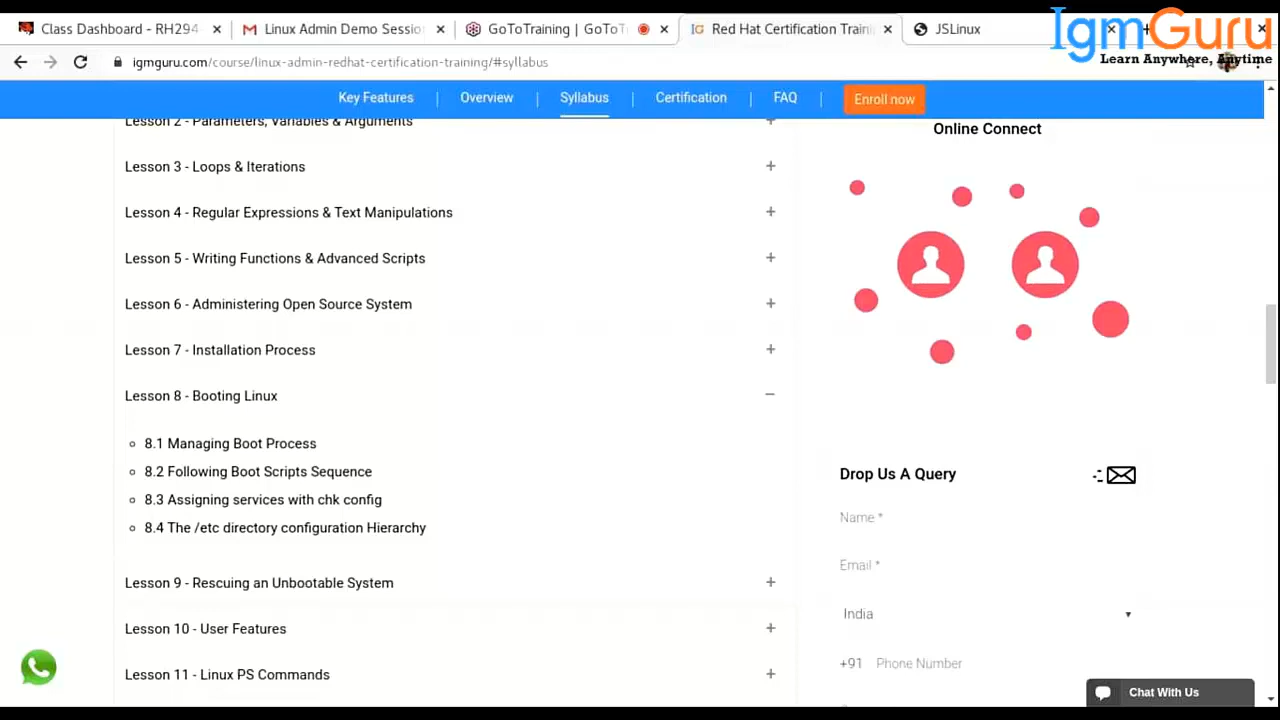 Class Dashboard - RH294
Linux Admin Demo Sessio
GoToTraining | GoTo
Red Hat Certification Traini
JSLinux
IgmGuru
Learn Anywhere, Anytime
igmguru.com/course/linux-admin-redhat-certification-training/#syllabus
Key Features
Overview
Syllabus
Certification
FAQ
Enroll now
Lesson 2 - Parameters, Variables & Arguments
Lesson 3 - Loops & Iterations
Lesson 4 - Regular Expressions & Text Manipulations
Lesson 5 - Writing Functions & Advanced Scripts
Lesson 6 - Administering Open Source System
Lesson 7 - Installation Process
Lesson 8 - Booting Linux
8.1 Managing Boot Process
8.2 Following Boot Scripts Sequence
8.3 Assigning services with chk config
8.4 The /etc directory configuration Hierarchy
Lesson 9 - Rescuing an Unbootable System
Lesson 10 - User Features
Lesson 11 - Linux PS Commands
Online Connect
Drop Us A Query
Name *
Email *
India
+91 Phone Number
Chat With Us